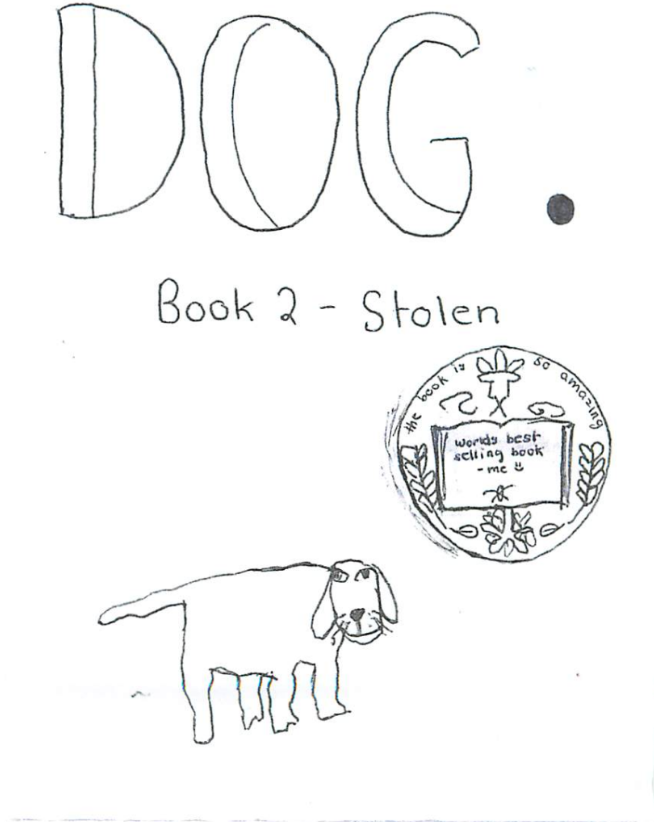 DOG.
Book 2 - Stolen
the book is so amazing
worlds best
selling book
- me ☺